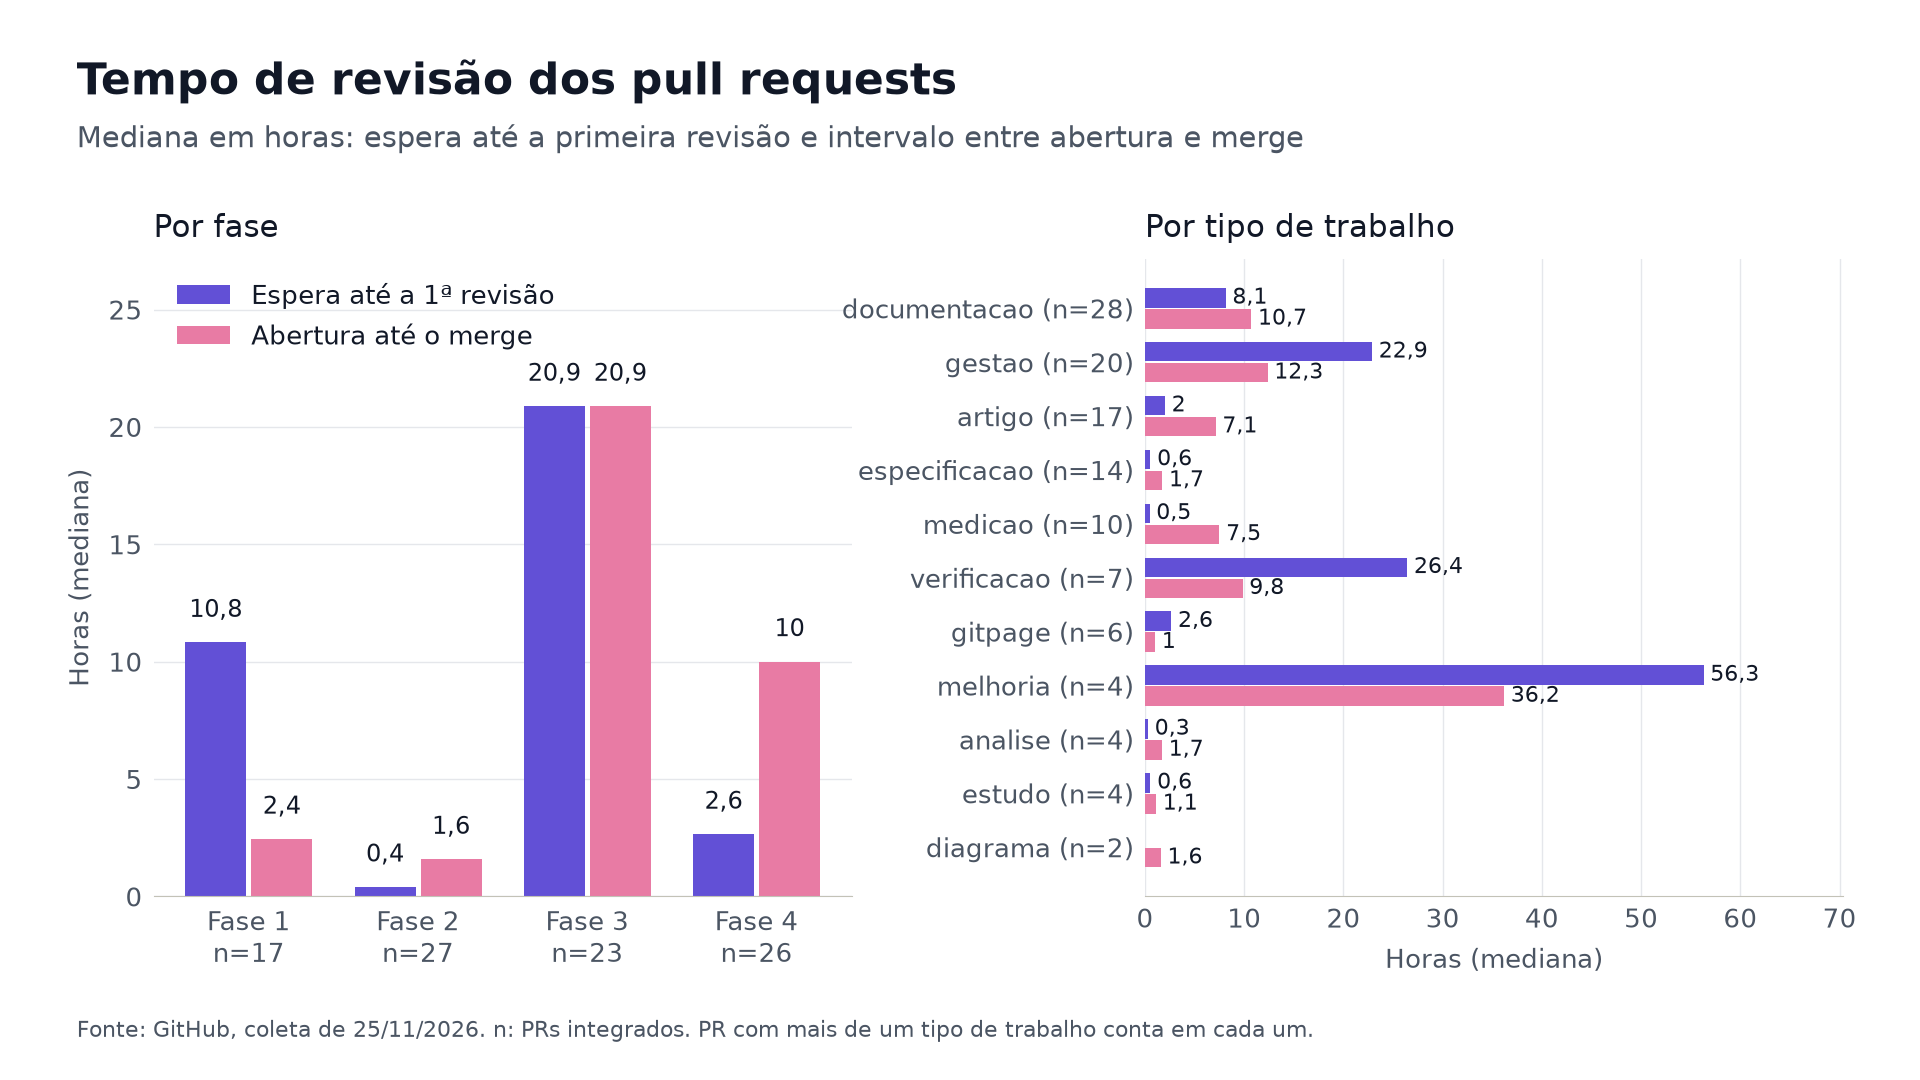 Tempo de revisão dos pull requests
Mediana em horas: espera até a primeira revisão e intervalo entre abertura e merge
Por fase
Espera até a 1ª revisão
Abertura até o merge
Horas (mediana)
25
20
15
10
5
0
10,8
2,4
0,4
1,6
20,9
20,9
2,6
10
Fase 1
n=17
Fase 2
n=27
Fase 3
n=23
Fase 4
n=26
Por tipo de trabalho
documentacao (n=28)
8,1
10,7
gestao (n=20)
22,9
12,3
artigo (n=17)
2
7,1
especificacao (n=14)
0,6
1,7
medicao (n=10)
0,5
7,5
verificacao (n=7)
26,4
9,8
gitpage (n=6)
2,6
1
melhoria (n=4)
56,3
36,2
analise (n=4)
0,3
1,7
estudo (n=4)
0,6
1,1
diagrama (n=2)
1,6
0 10 20 30 40 50 60 70
Horas (mediana)
Fonte: GitHub, coleta de 25/11/2026. n: PRs integrados. PR com mais de um tipo de trabalho conta em cada um.